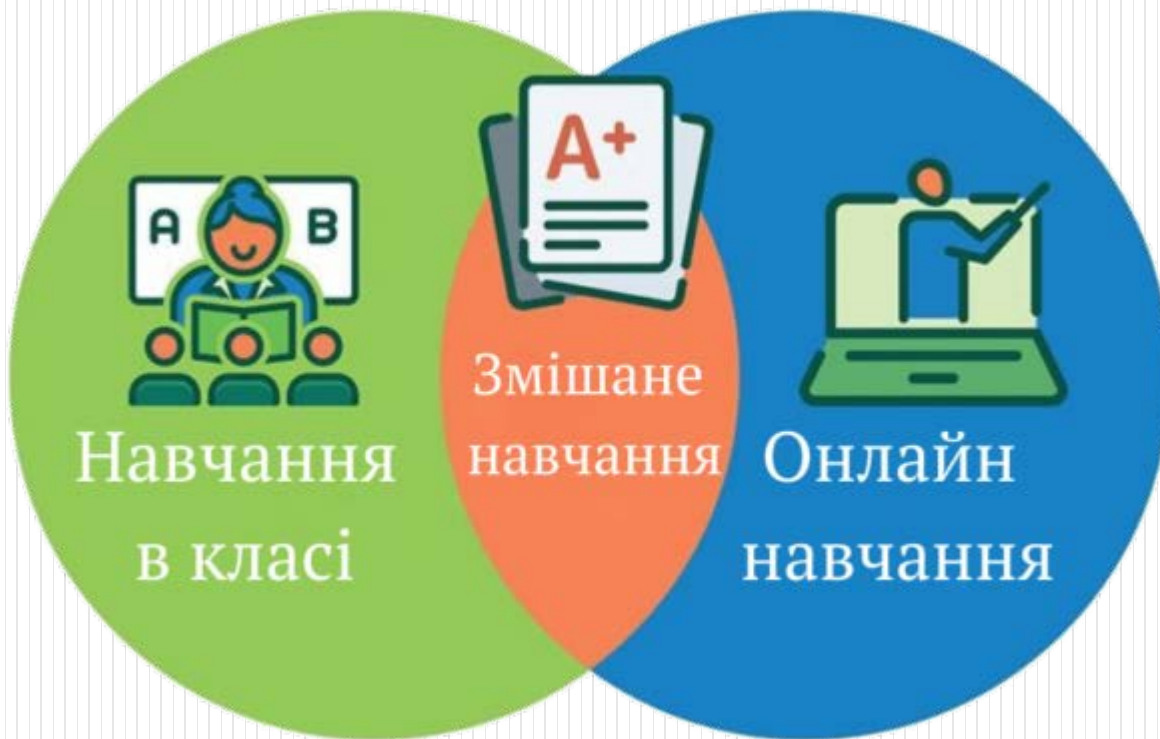 A B
Навчання
в класі
A+
Змішане
навчання
Онлайн
навчання